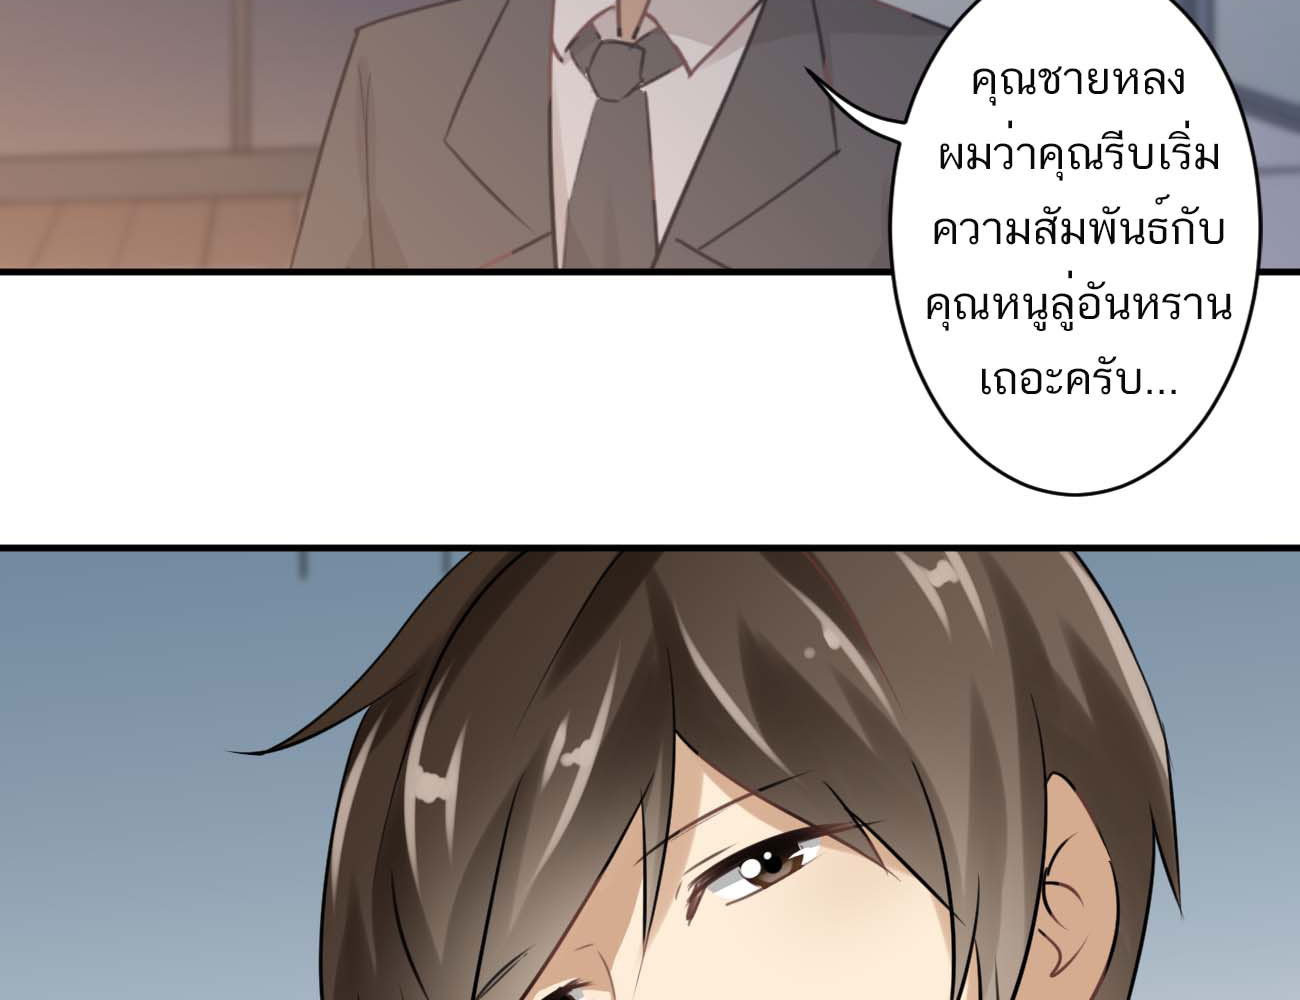 คุณชายหลง
ผมว่าคุณรีบเริ่ม
ความสัมพันธ์กับ
คุณหนูลู่อันหราน
เถอะครับ...